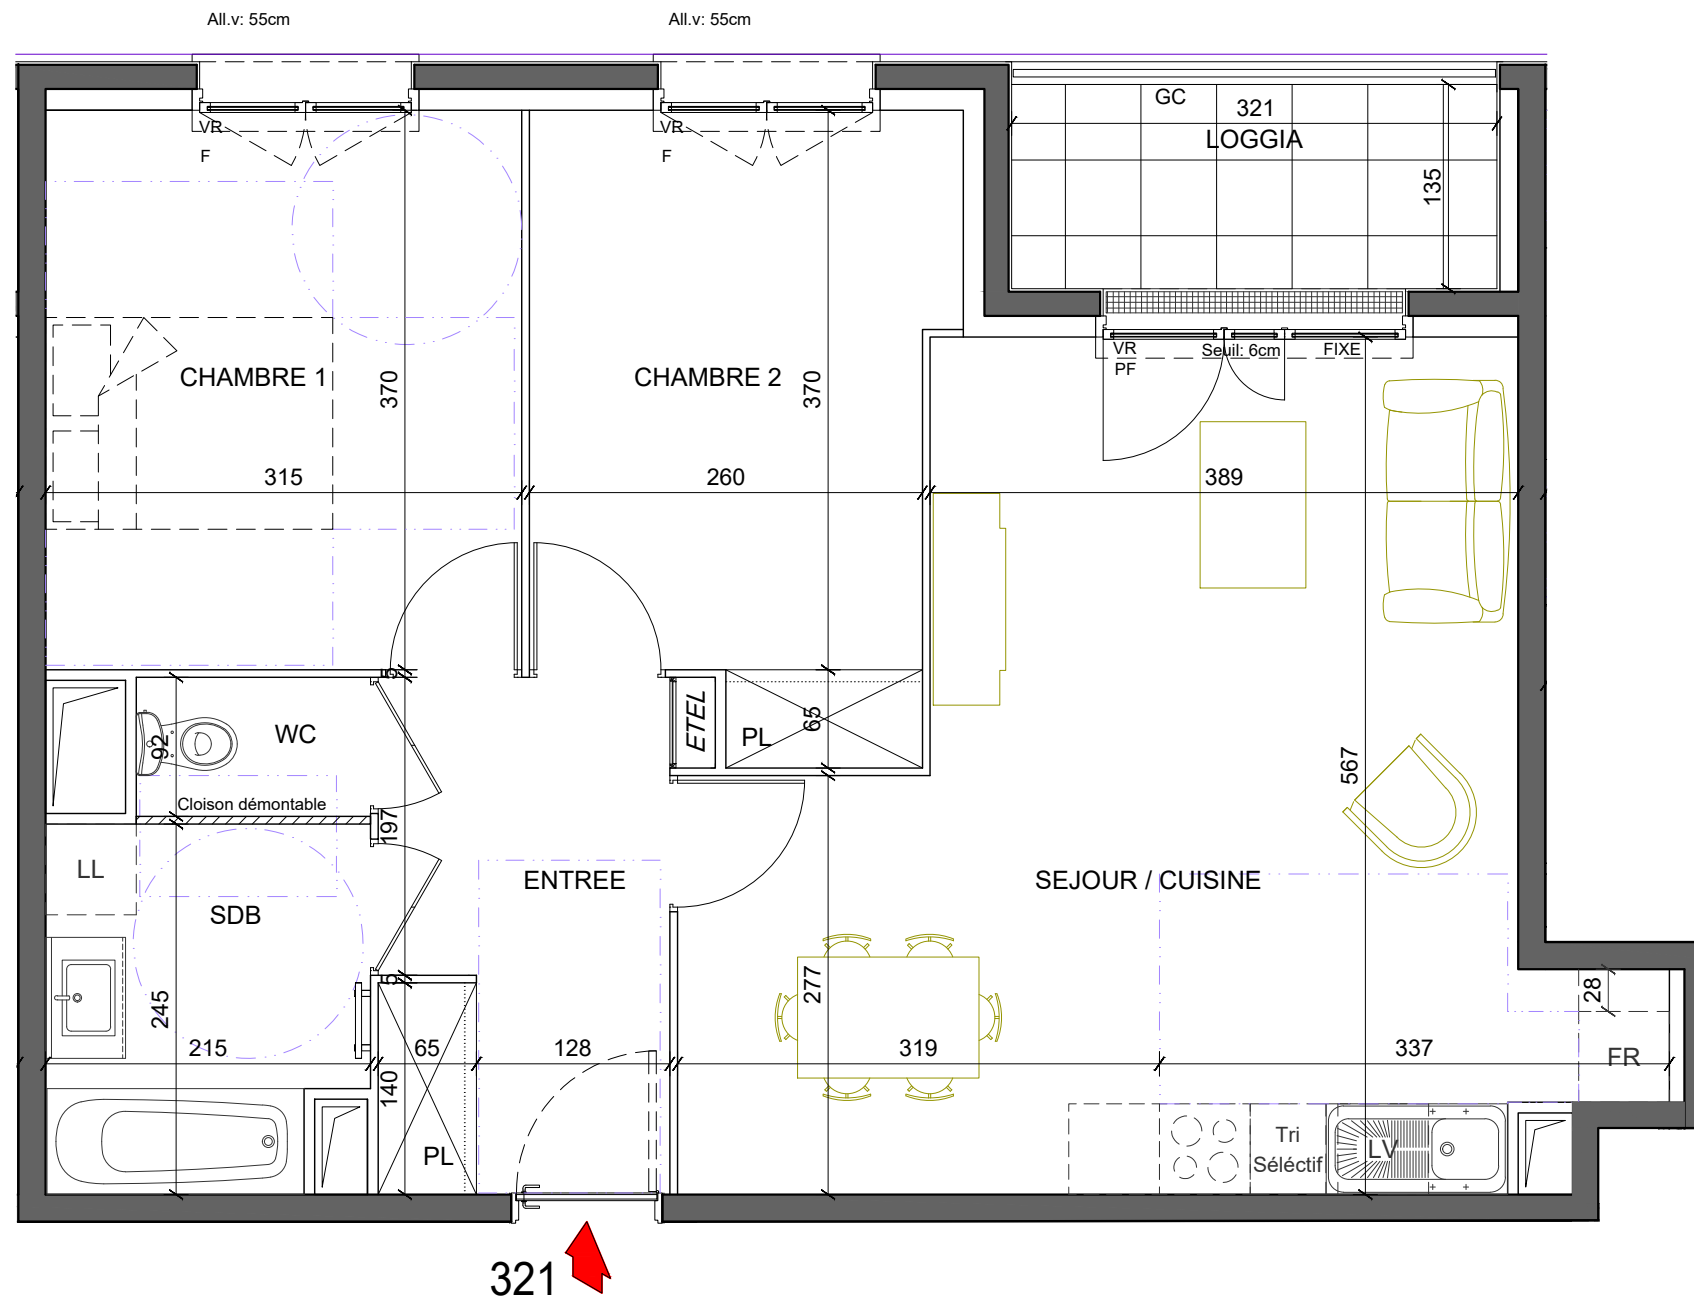 All.v: 55cm
All.v: 55cm
VR
F
VR
F
GC
321
LOGGIA
135
VR
PF
Seuil: 6cm
FIXE
CHAMBRE 1
370
CHAMBRE 2
370
315
260
389
5
WC
92
ETEL
PL
65
567
Cloison démontable
197
LL
SDB
ENTREE
SEJOUR / CUISINE
5
245
277
28
215
65
128
319
337
FR
140
PL
Tri
Séléctif
LV
321